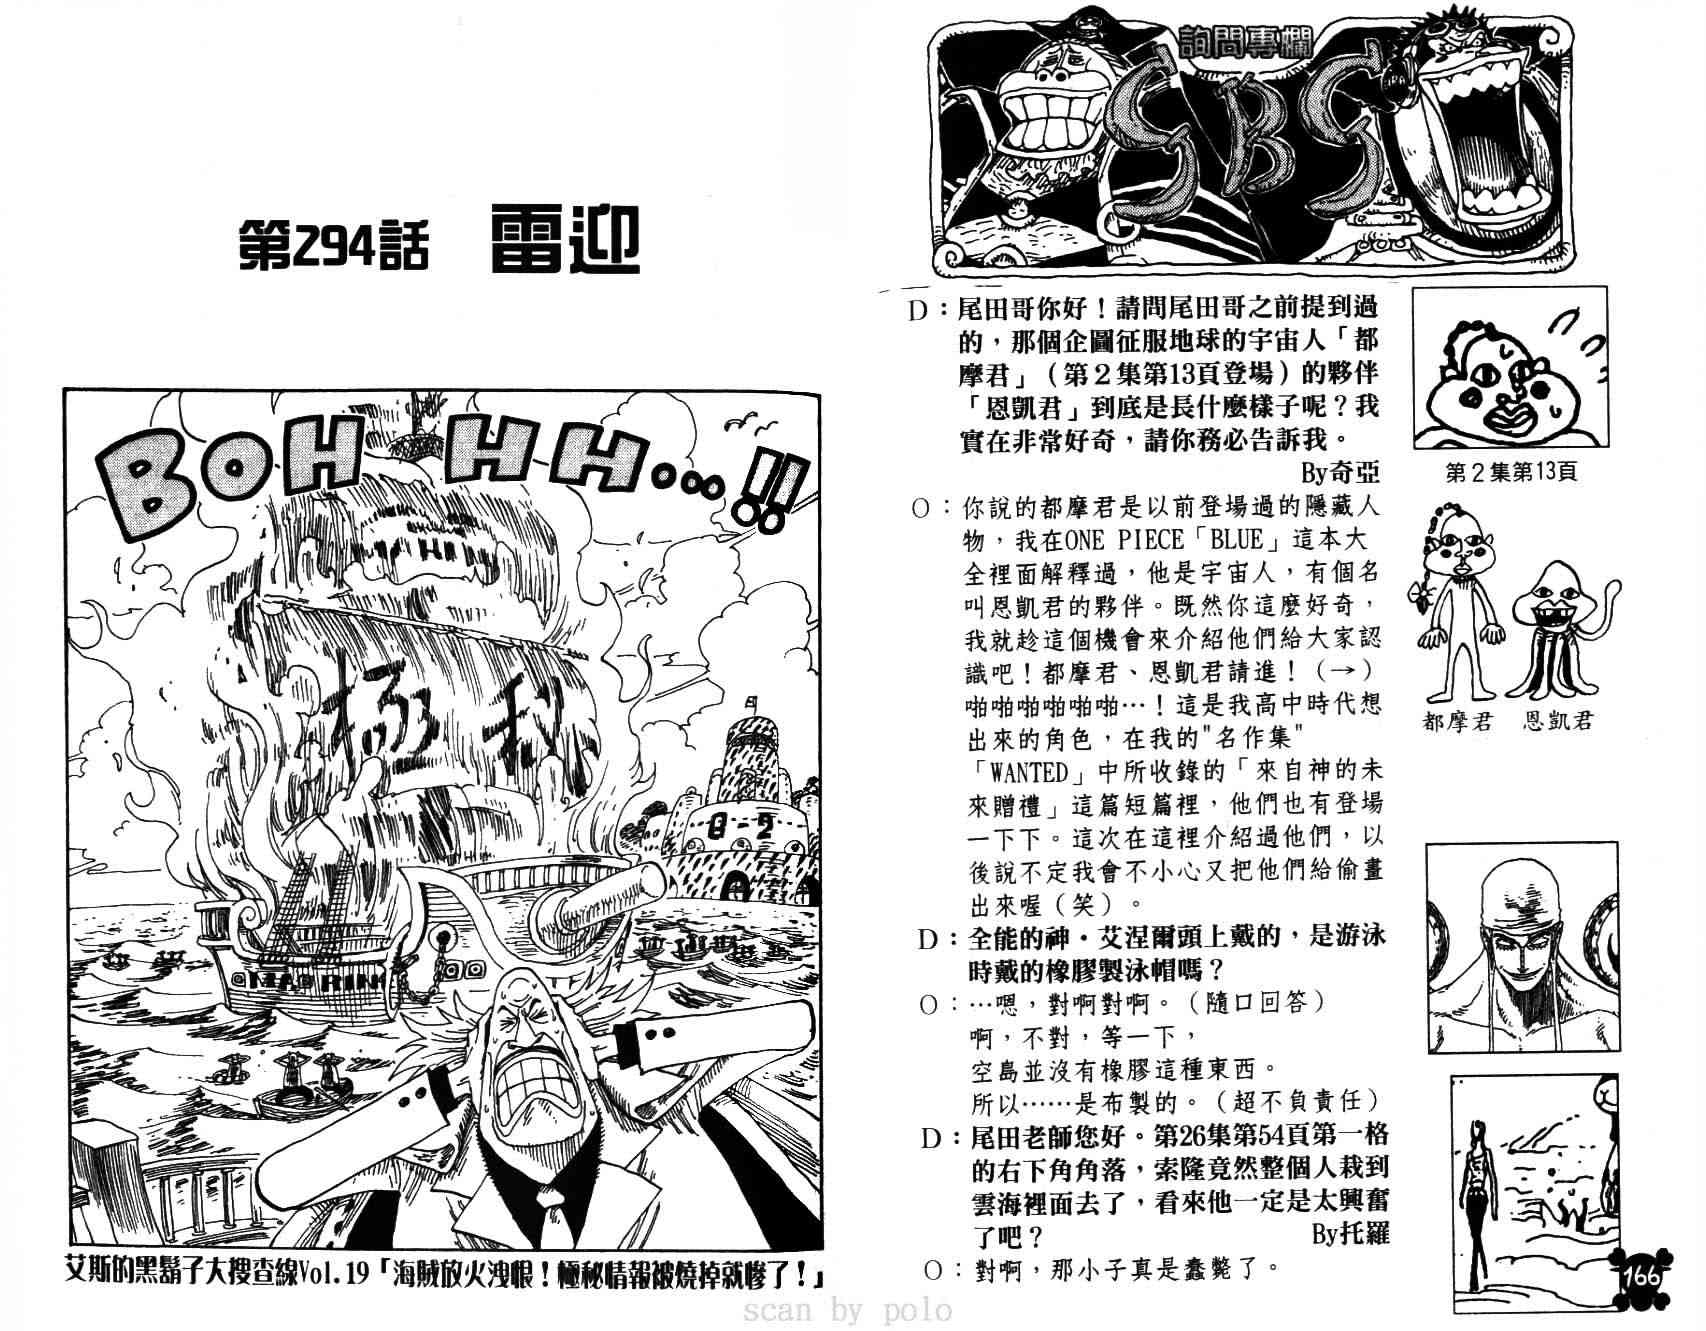 詢問專欄
SBS
D：尾田哥你好！請問尾田哥之前提到過
的，那個企圖征服地球的宇宙人「都
摩君」（第2集第13頁登場）的夥伴
「恩凱君」到底是長什麼樣子呢？我
實在非常好奇，請你務必告訴我。
By奇亞
O：你說的都摩君是以前登場過的隱藏人
物，我在ONE PIECE「BLUE」這本大
全裡面解釋過，他是宇宙人，有個名
叫恩凱君的夥伴。既然你這麼好奇，
我就趁這個機會來介紹他們給大家認
識吧！都摩君、恩凱君請進！（→）
啪啪啪啪啪啪…！這是我高中時代想
出來的角色，在我的"名作集"
「WANTED」中所收錄的「來自神的未
來贈禮」這篇短篇裡，他們也有登場
一下下。這次在這裡介紹過他們，以
後說不定我會不小心又把他們給偷畫
出來喔（笑）。
D：全能的神・艾涅爾頭上戴的，是游泳
時戴的橡膠製泳帽嗎？
O：…嗯，對啊對啊。（隨口回答）
啊，不對，等一下，
空島並沒有橡膠這種東西。
所以……是布製的。（超不負責任）
D：尾田老師您好。第26集第54頁第一格
的右下角角落，索隆竟然整個人栽到
雲海裡面去了，看來他一定是太興奮
了吧？
By托羅
O：對啊，那小子真是蠢斃了。
第2集第13頁
都摩君 恩凱君
166
第294話 雷迎
BOH HH...!!
極秘
G-2
MARINE
艾斯的黑鬍子大搜查線Vol.19「海賊放火洩恨！極秘情報被燒掉就慘了！」
scan by polo